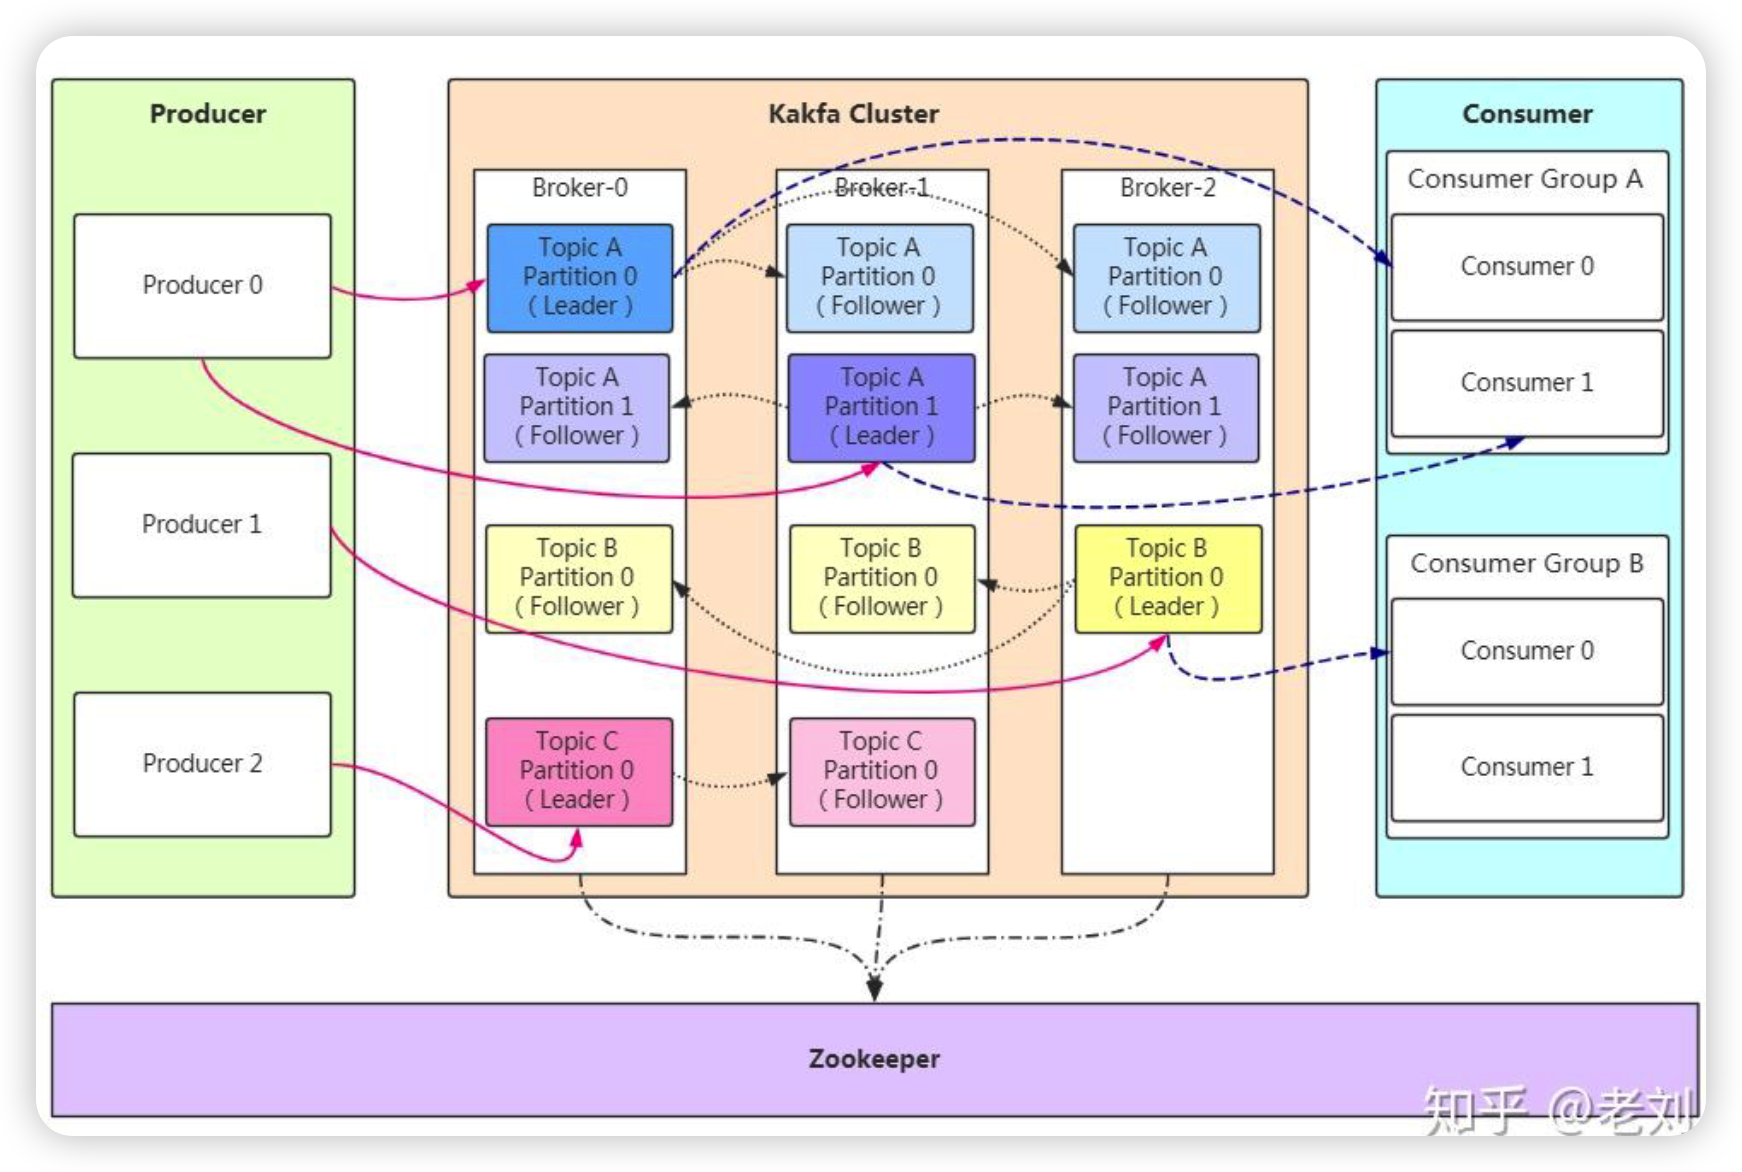 Producer
Producer 0
Producer 1
Producer 2
Kakfa Cluster
Broker-0
Topic A
Partition 0
( Leader )
Topic A
Partition 1
( Follower )
Topic B
Partition 0
( Follower )
Topic C
Partition 0
( Leader )
Broker-1
Topic A
Partition 0
( Follower )
Topic A
Partition 1
( Leader )
Topic B
Partition 0
( Follower )
Topic C
Partition 0
( Follower )
Broker-2
Topic A
Partition 0
( Follower )
Topic A
Partition 1
( Follower )
Topic B
Partition 0
( Leader )
Consumer
Consumer Group A
Consumer 0
Consumer 1
Consumer Group B
Consumer 0
Consumer 1
Zookeeper
知乎 @老刘